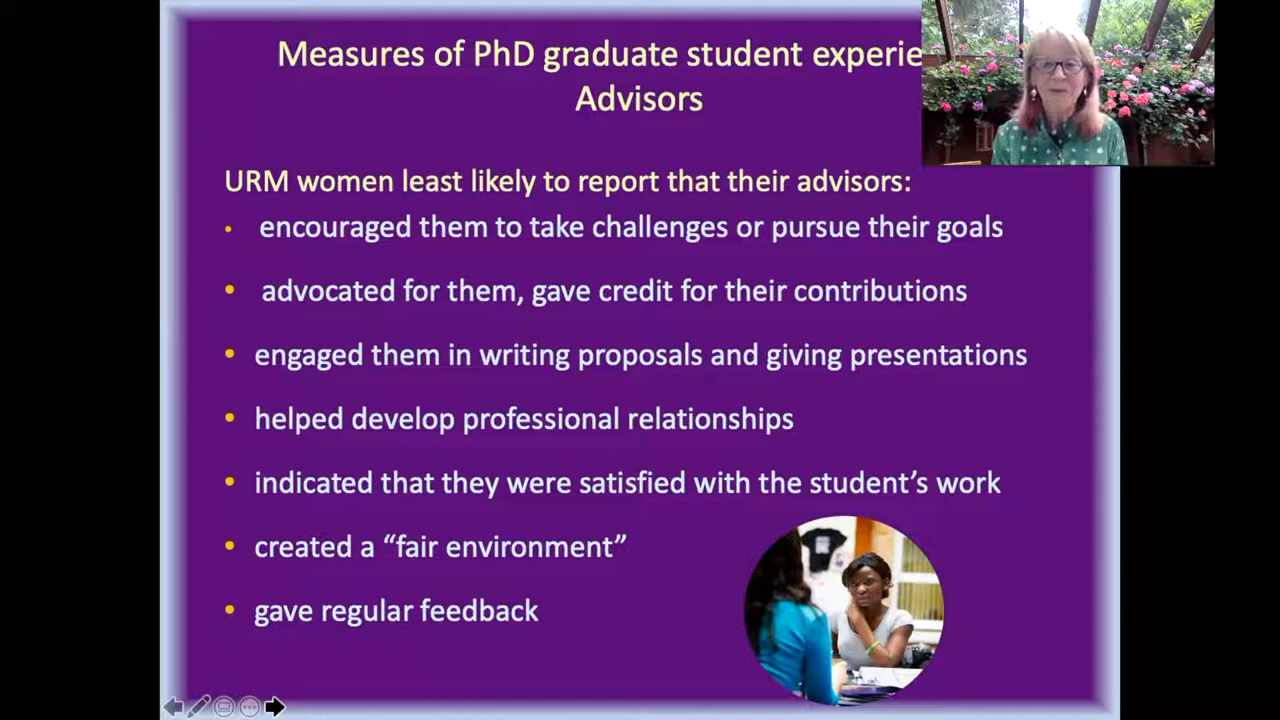 Measures of PhD graduate student experie
Advisors
URM women least likely to report that their advisors:
• encouraged them to take challenges or pursue their goals
• advocated for them, gave credit for their contributions
• engaged them in writing proposals and giving presentations
• helped develop professional relationships
• indicated that they were satisfied with the student’s work
• created a “fair environment”
• gave regular feedback